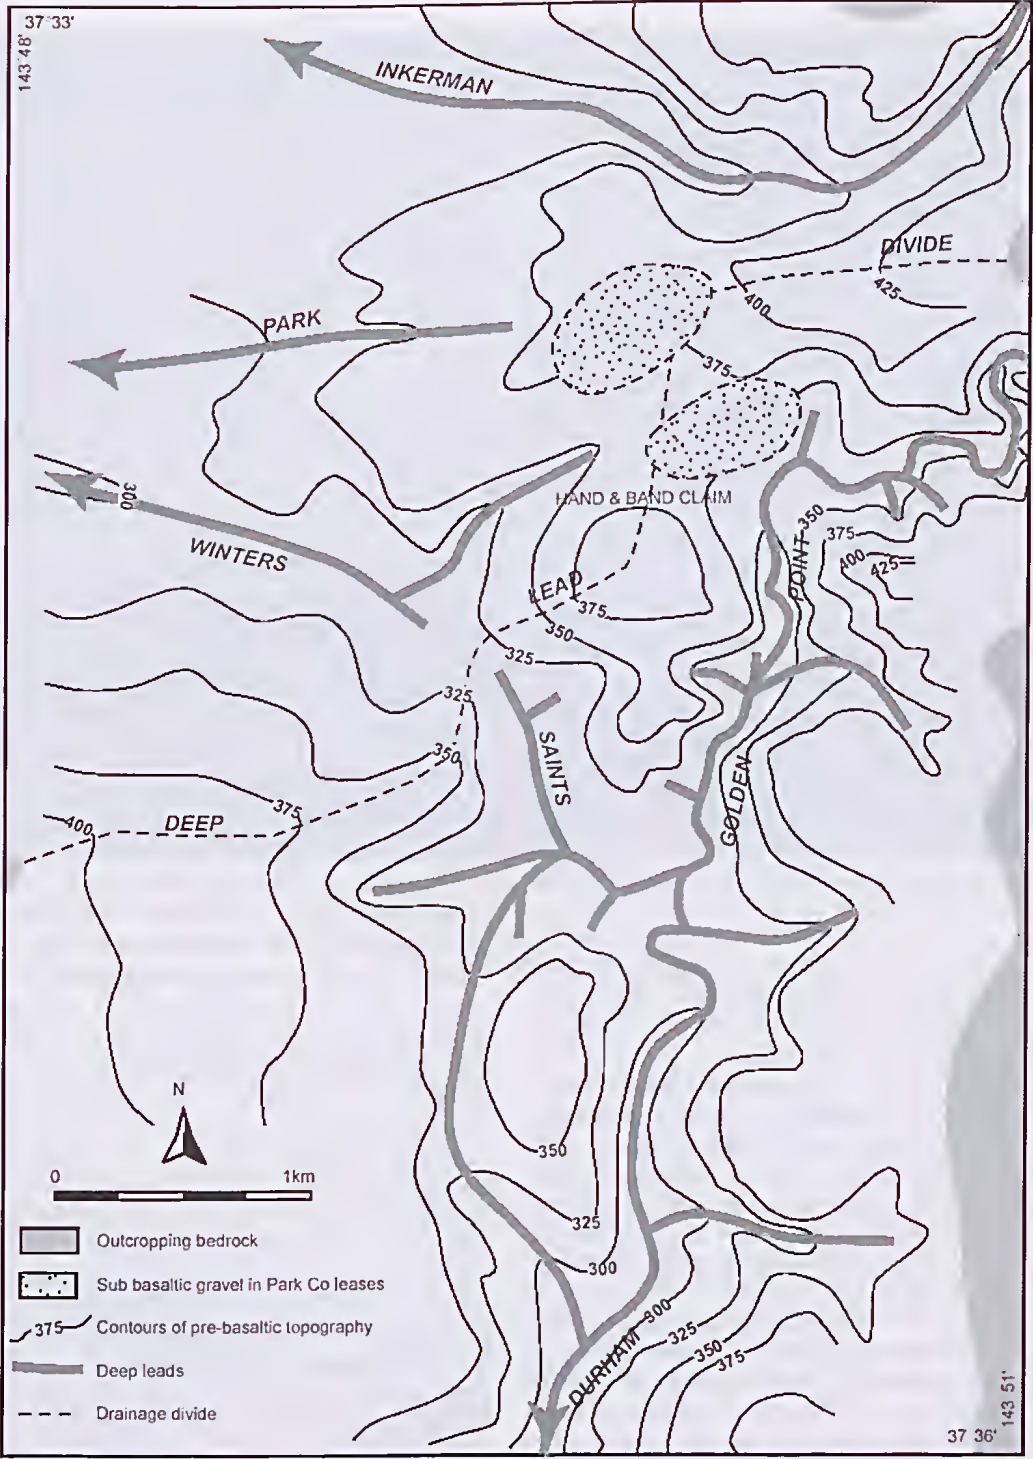 37°33'
143°48'
INKERMAN
DIVIDE
425
400
PARK
375
HAND & BAND CLAIM
300
WINTERS
350
POINT
375
400
425
LEAD
375
350
325
325
SAINTS
350
GOLDEN
375
400
DEEP
N
350
0 1km
325
300
Outcropping bedrock
Sub basaltic gravel in Park Co leases
375 Contours of pre-basaltic topography
Deep leads
Drainage divide
300
325
350
375
DURHAM
143 51'
37 36'